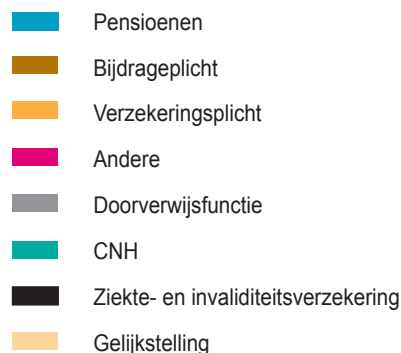 Pensioenen
Bijdrageplicht
Verzekeringsplicht
Andere
Doorverwijsfunctie
CNH
Ziekte- en invaliditeitsverzekering
Gelijkstelling